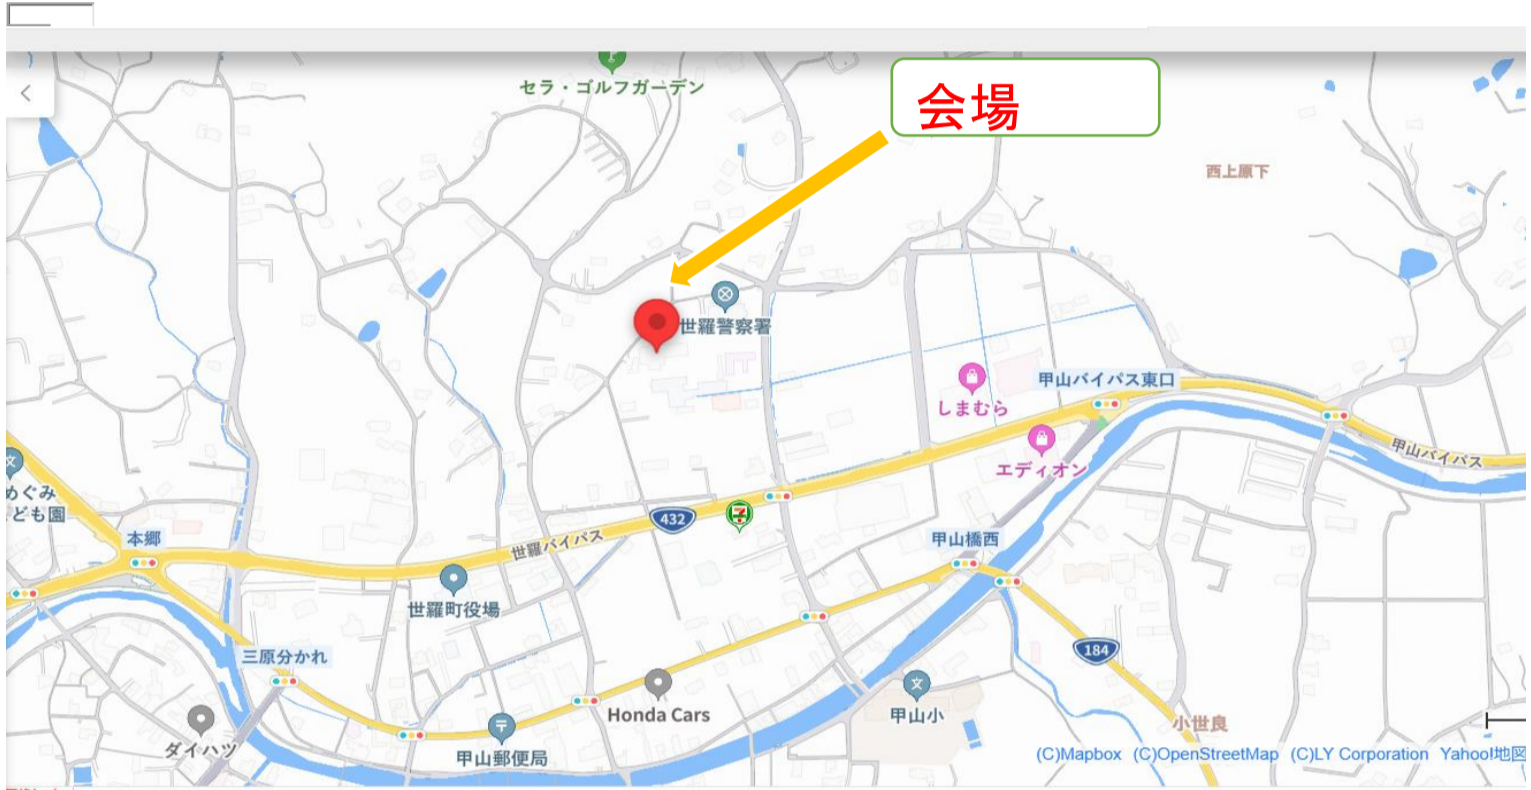 セラ・ゴルフガーデン
会場
西上原下
世羅警察署
しまむら
甲山バイパス東口
エディオン
甲山バイパス
めぐみ
ども園
本郷
432
世羅バイパス
甲山橋西
世羅町役場
三原分かれ
184
Honda Cars
甲山小
小世良
ダイハツ
甲山郵便局
(C)Mapbox (C)OpenStreetMap (C)LY Corporation Yahoo!地図